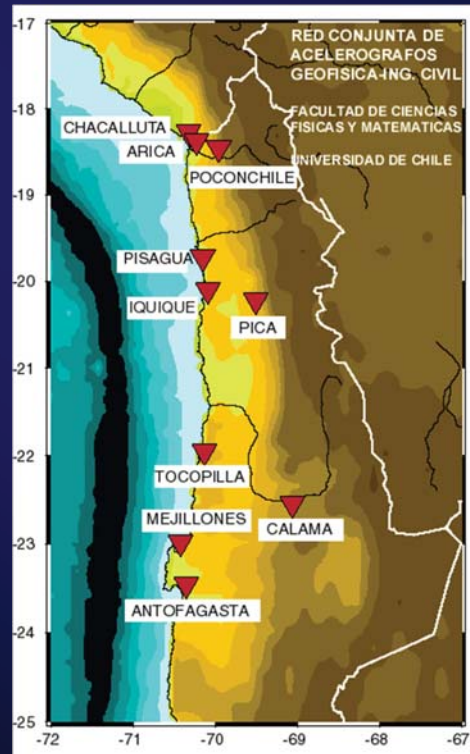 -17
RED CONJUNTA DE
ACELEROGRAFOS
GEOFISICA-ING. CIVIL
-18
CHACALLUTA
FACULTAD DE CIENCIAS
FISICAS Y MATEMATICAS
ARICA
UNIVERSIDAD DE CHILE
POCONCHILE
-19
PISAGUA
-20
IQUIQUE
PICA
-21
-22
TOCOPILLA
MEJILLONES
CALAMA
-23
ANTOFAGASTA
-24
-25
-72 -71 -70 -69 -68 -67